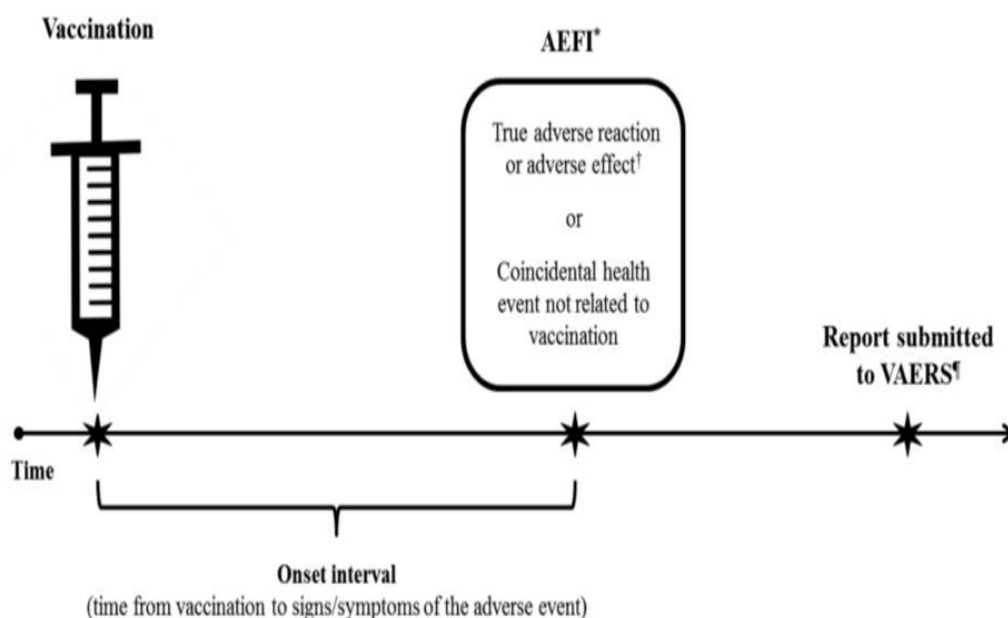 Vaccination
AEFI*
True adverse reaction
or adverse effect†
or
Coincidental health
event not related to
vaccination
Report submitted
to VAERS¶
Time
Onset interval
(time from vaccination to signs/symptoms of the adverse event)